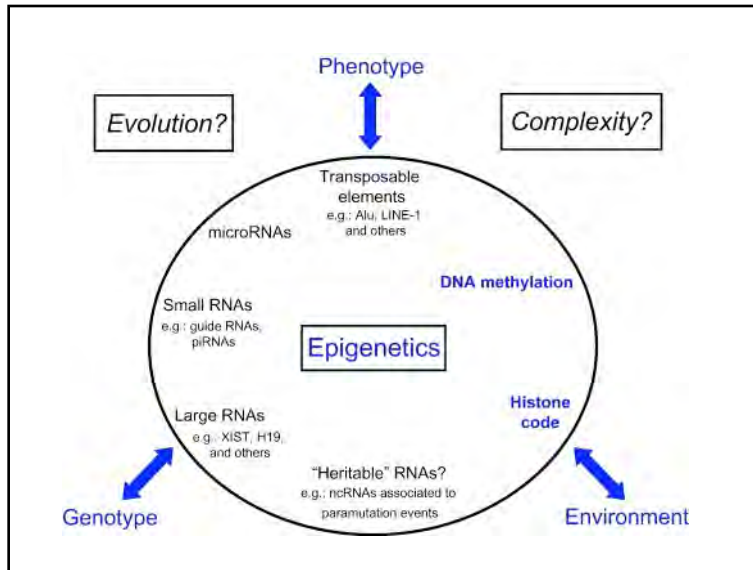 Phenotype
Evolution?
Complexity?
Transposable
elements
e.g.: Alu, LINE-1
and others
microRNAs
DNA methylation
Small RNAs
e.g.: guide RNAs,
piRNAs
Epigenetics
Histone
code
Large RNAs
e.g.: XIST, H19,
and others
“Heritable” RNAs?
e.g.: ncRNAs associated to
paramutation events
Genotype
Environment